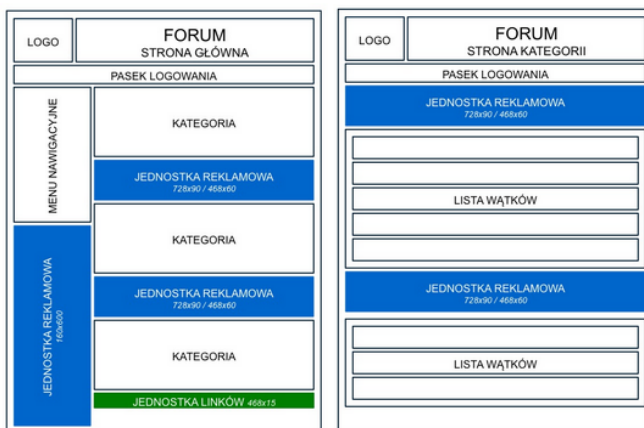 LOGO
FORUM
STRONA GŁÓWNA
PASEK LOGOWANIA
MENU NAWIGACYJNE
KATEGORIA
JEDNOSTKA REKLAMOWA
728x90 / 468x60
KATEGORIA
JEDNOSTKA REKLAMOWA
728x90 / 468x60
JEDNOSTKA REKLAMOWA
160x600
KATEGORIA
JEDNOSTKA LINKÓW 468x15
LOGO
FORUM
STRONA KATEGORII
PASEK LOGOWANIA
JEDNOSTKA REKLAMOWA
728x90 / 468x60
LISTA WĄTKÓW
JEDNOSTKA REKLAMOWA
728x90 / 468x60
LISTA WĄTKÓW